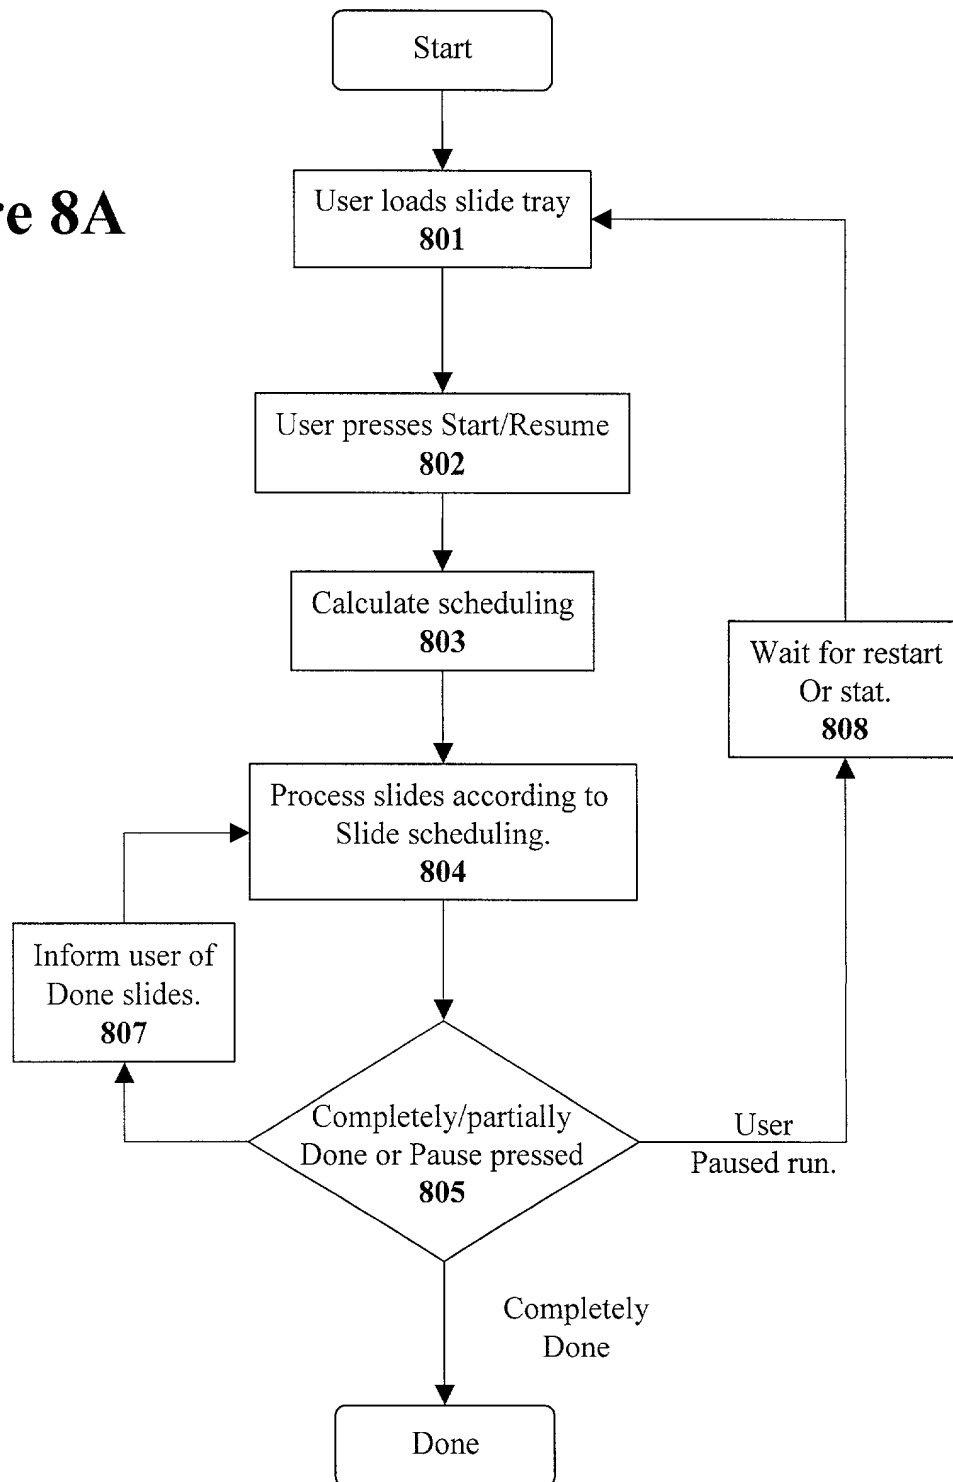 Start
re 8A
User loads slide tray
801
User presses Start/Resume
802
Calculate scheduling
803
Wait for restart
Or stat.
808
Process slides according to
Slide scheduling.
804
Inform user of
Done slides.
807
Completely/partially
Done or Pause pressed
805
User
Paused run.
Completely
Done
Done